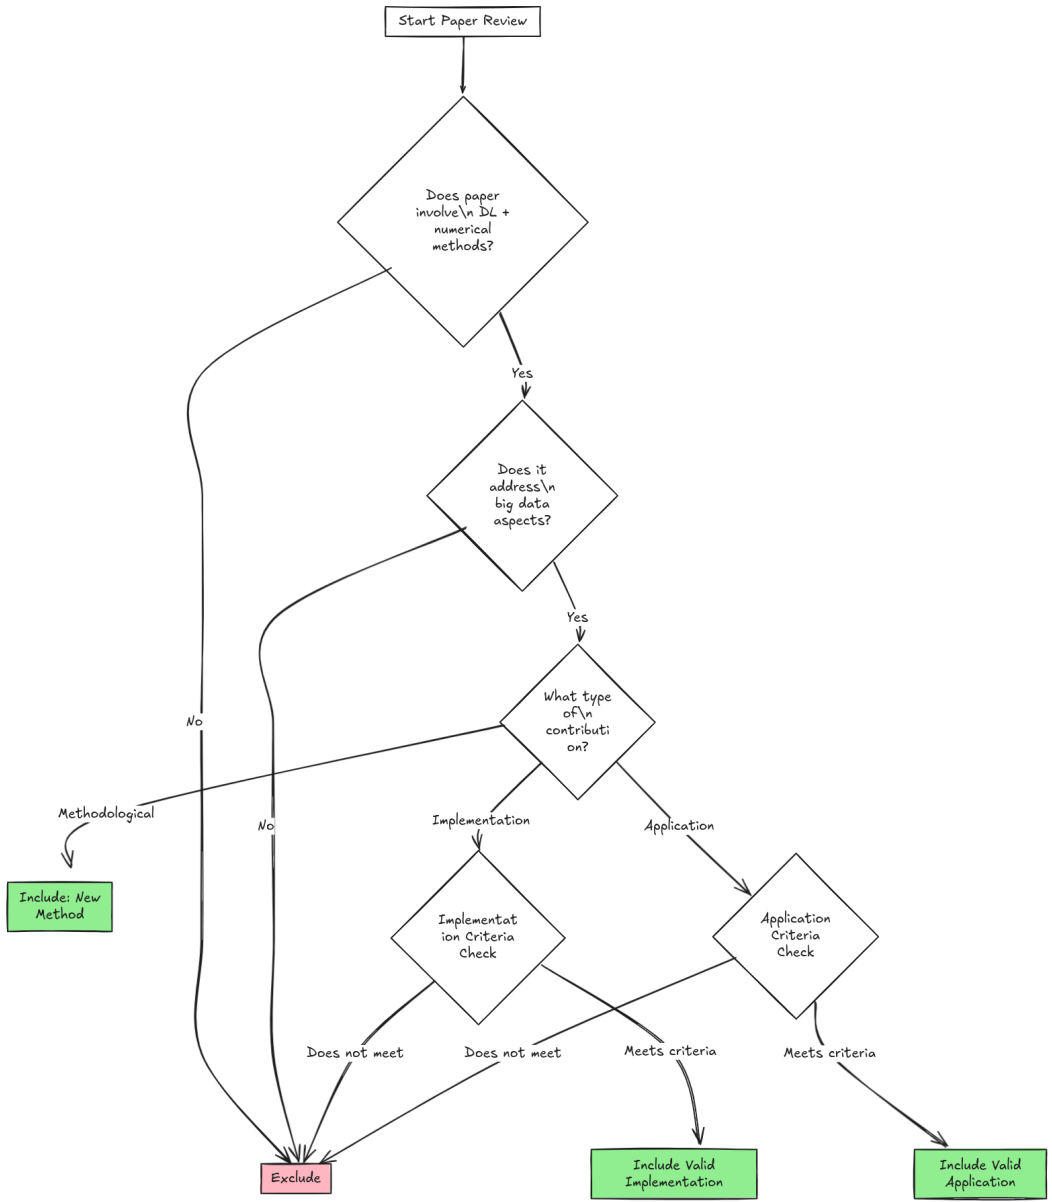 Start Paper Review
Does paper
involve\n DL +
numerical
methods?
Yes
Does it
address\n
big data
aspects?
Yes
What type
of\n
contributi
on?
No
Methodological
Implementation
Application
No
Include: New
Method
Implementat
ion Criteria
Check
Application
Criteria
Check
Does not meet
Does not meet
Meets criteria
Meets criteria
Exclude
Include Valid
Implementation
Include Valid
Application